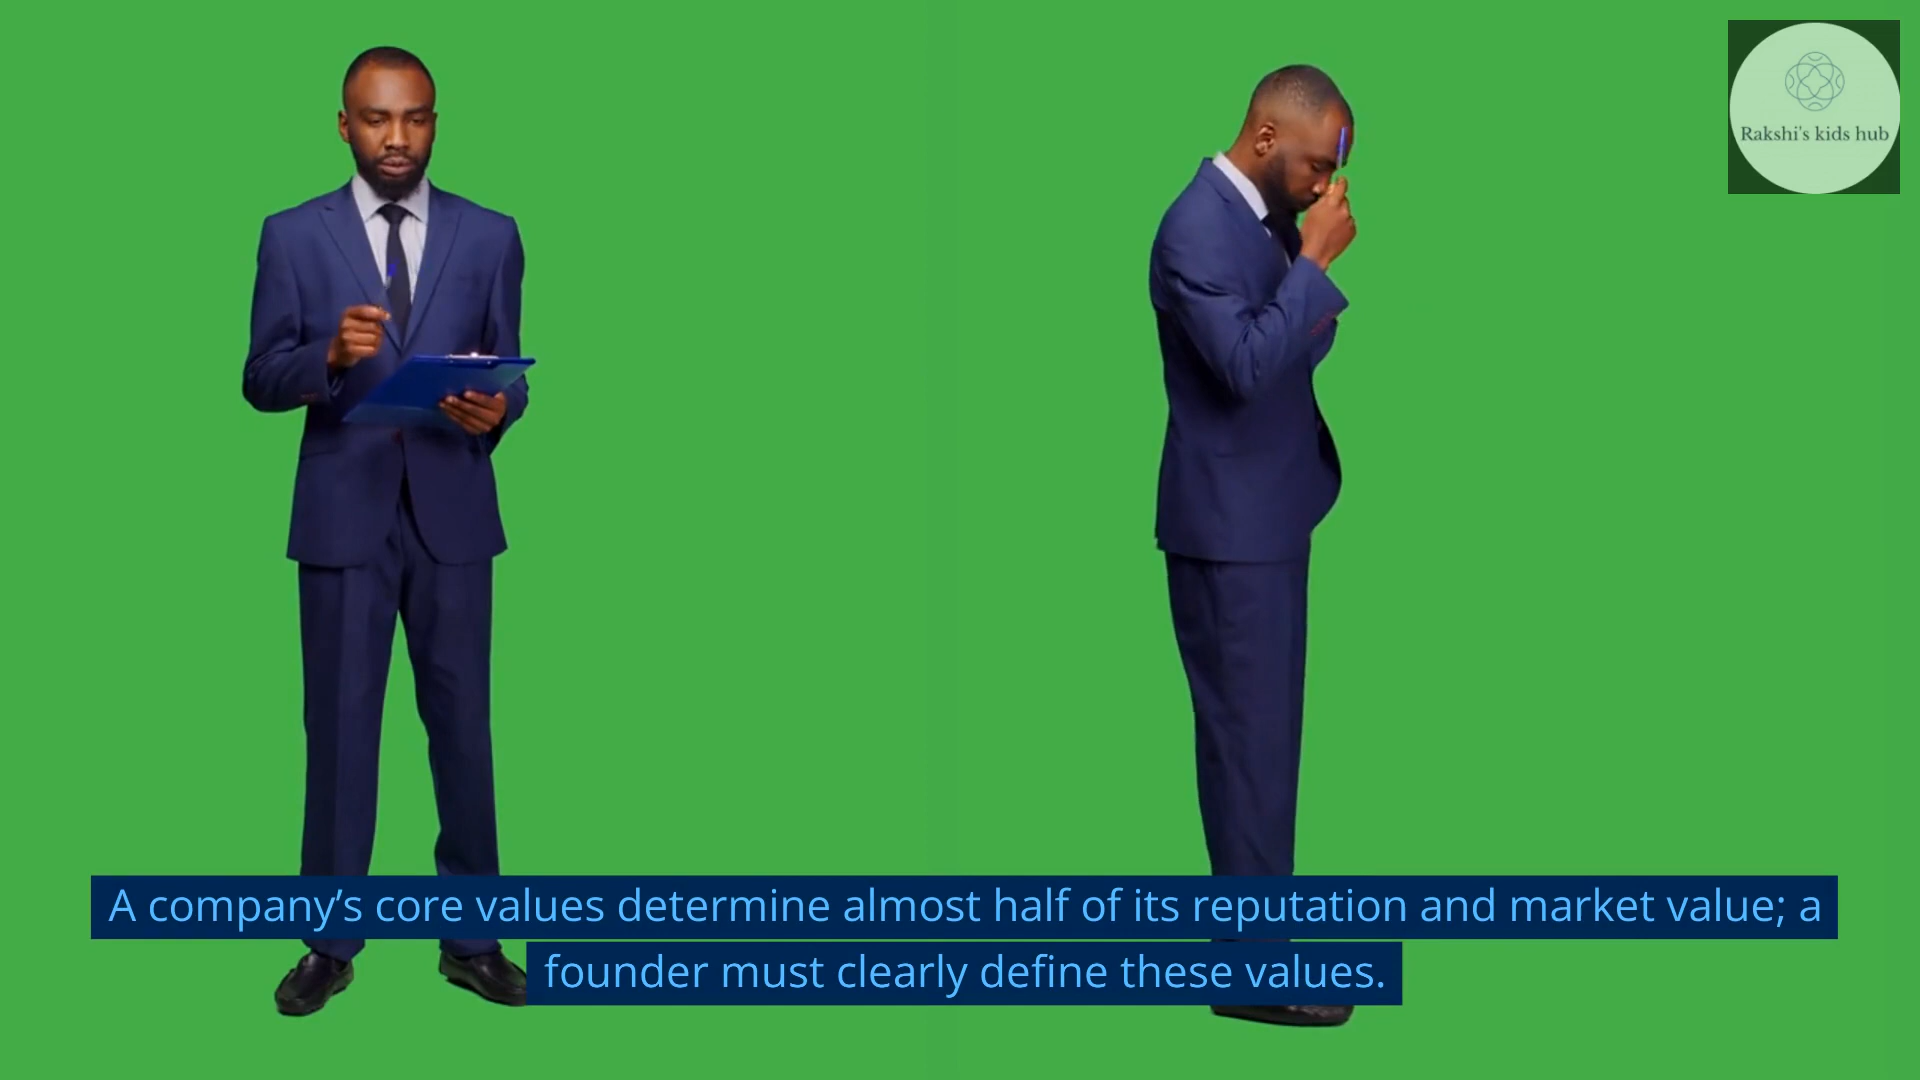 Rakshi's kids hub
A company’s core values determine almost half of its reputation and market value; a
founder must clearly define these values.